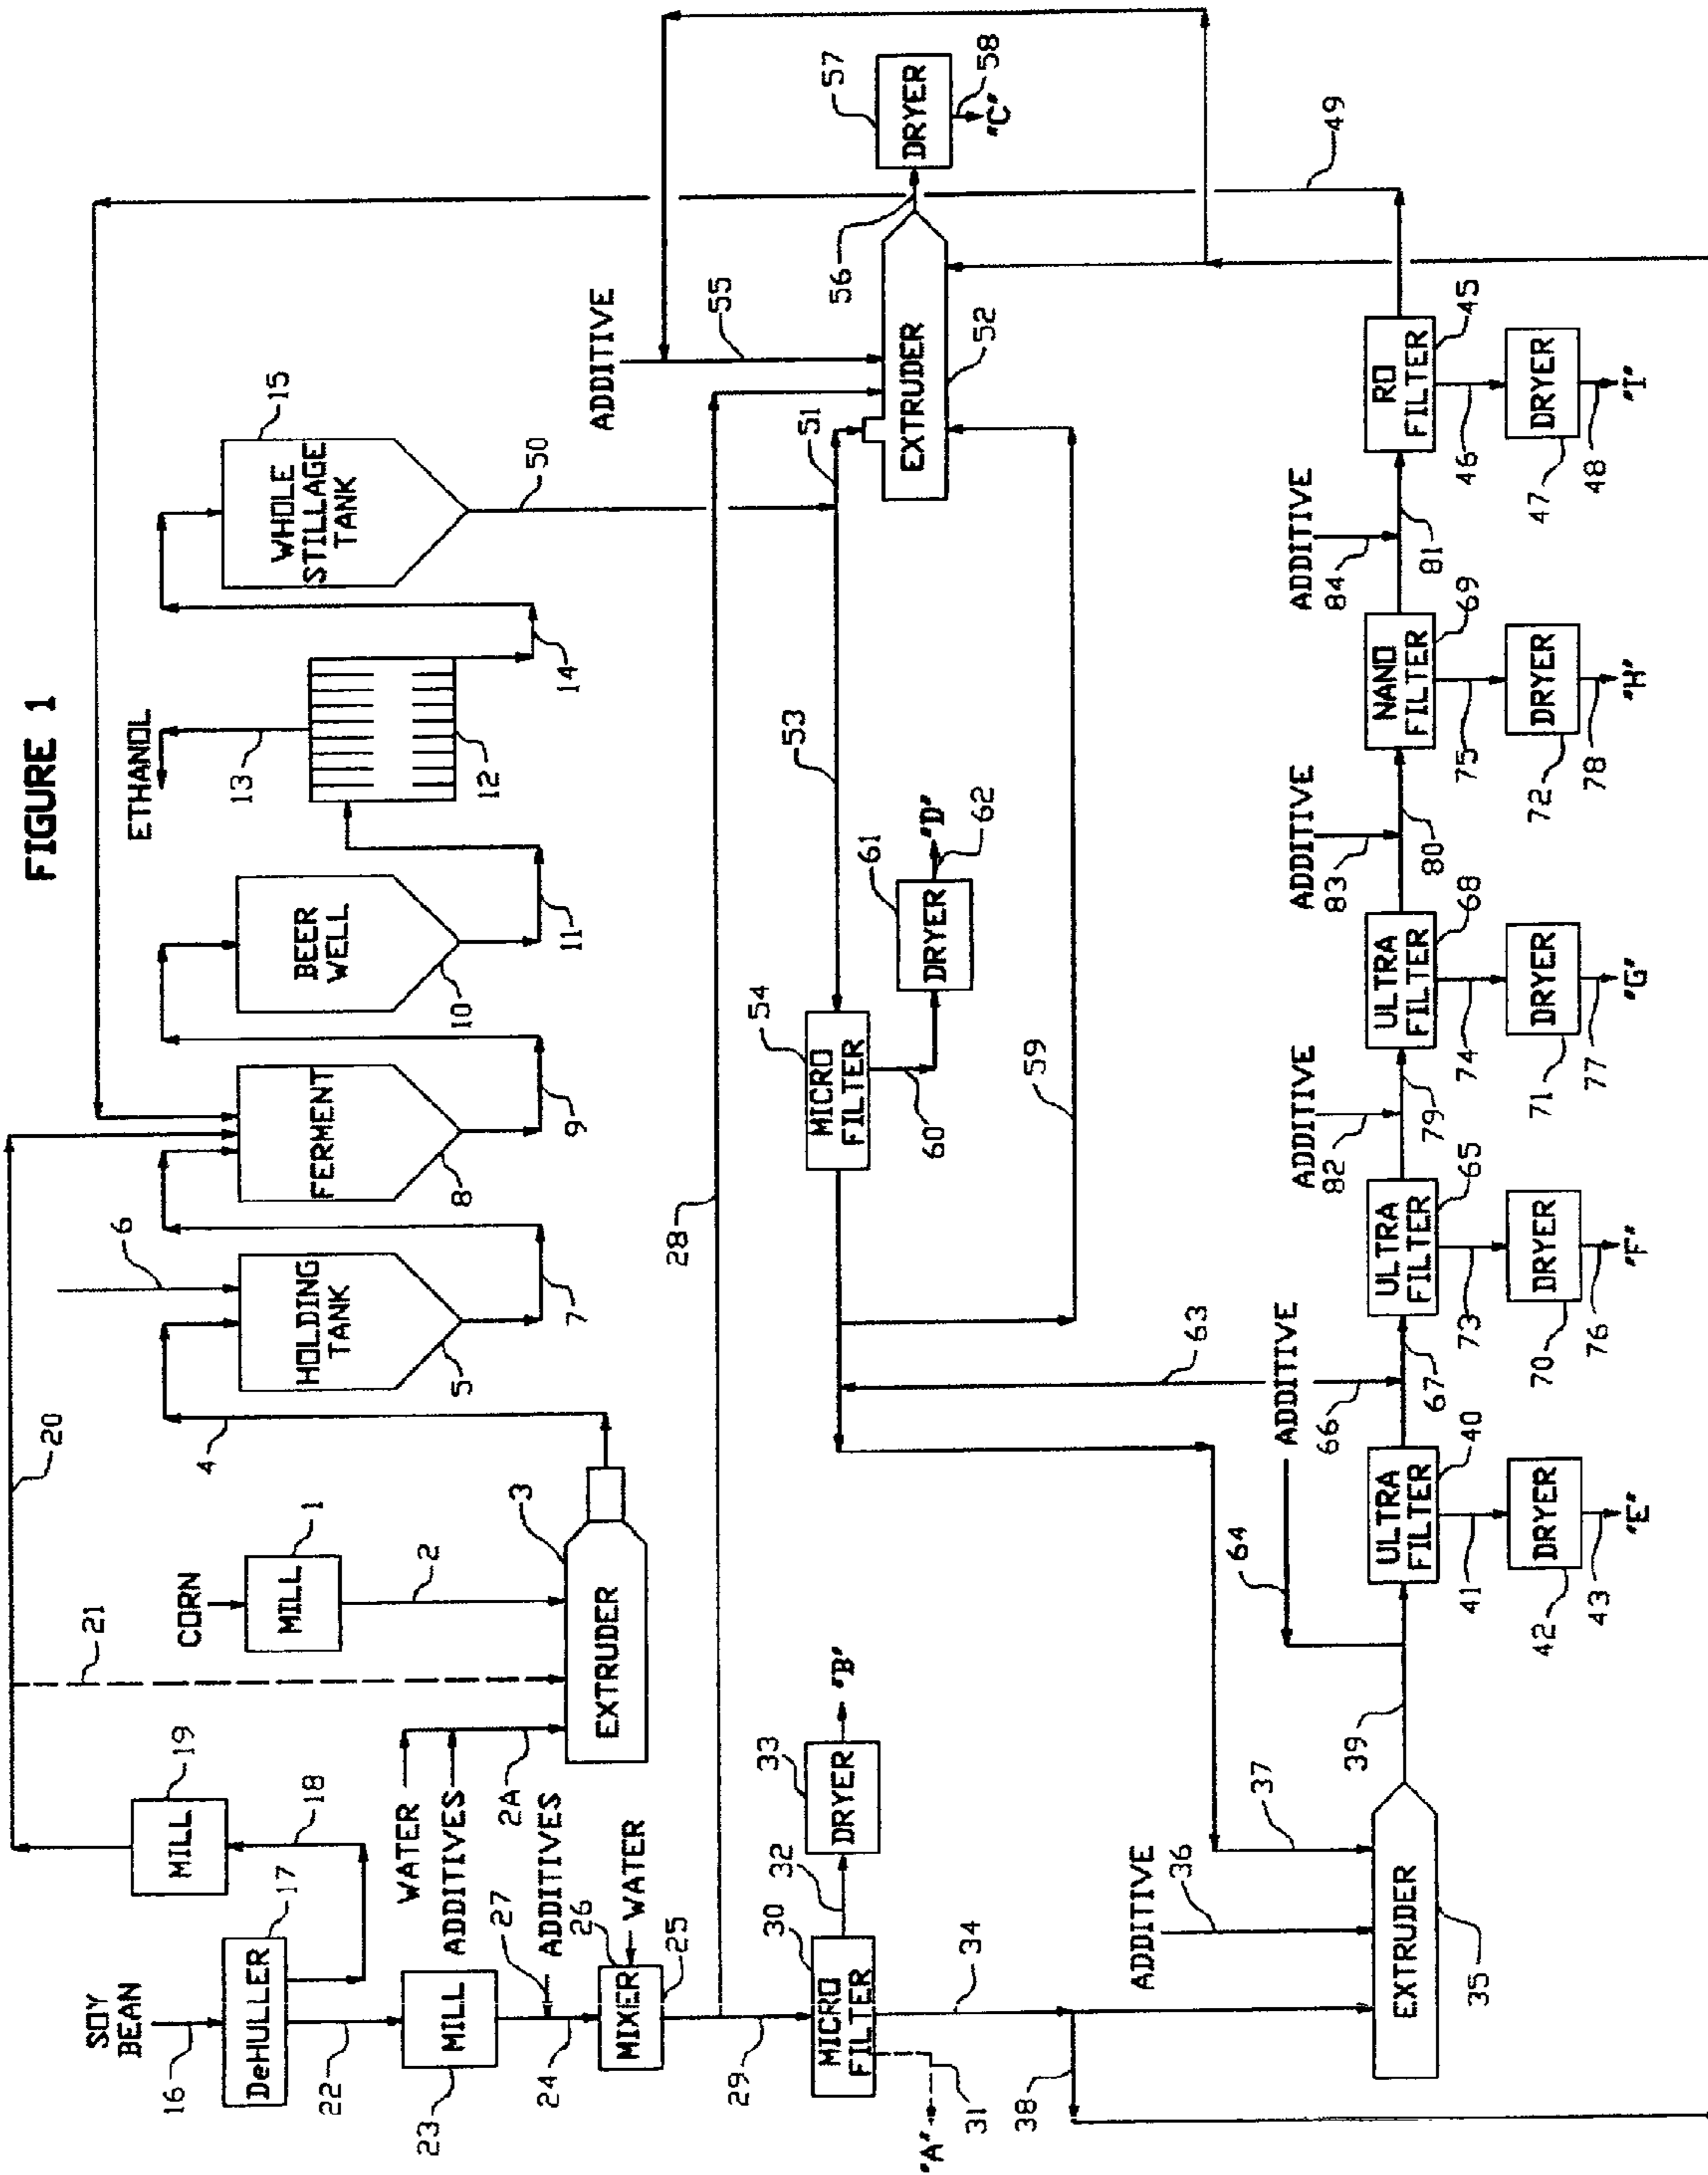 FIGURE 1
SOY
BEAN
16
DeHULLER
17
18
MILL
19
20
21
22
MILL
23
24
27
ADDITIVES
26
MIXER
WATER
25
28
29
CORN
MILL
1
2
WATER
ADDITIVES
2A
EXTRUDER
3
4
HOLDING
TANK
5
6
7
FERMENT
8
9
BEER
WELL
10
11
12
ETHANOL
13
14
WHOLE
STILLAGE
TANK
15
50
51
ADDITIVE
55
EXTRUDER
52
56
DRYER
57
58
"C"
53
MICRO
FILTER
54
60
DRYER
61
62
"D"
59
63
MICRO
FILTER
30
"A"
31
32
DRYER
33
"B"
34
38
ADDITIVE
36
37
EXTRUDER
35
39
64
ADDITIVE
66
ULTRA
FILTER
40
41
DRYER
42
43
"E"
67
ULTRA
FILTER
65
73
DRYER
70
76
"F"
ADDITIVE
82
79
ULTRA
FILTER
68
74
DRYER
71
77
"G"
ADDITIVE
83
80
NANO
FILTER
69
75
DRYER
72
78
"H"
ADDITIVE
84
81
RO
FILTER
45
46
DRYER
47
48
"I"
49